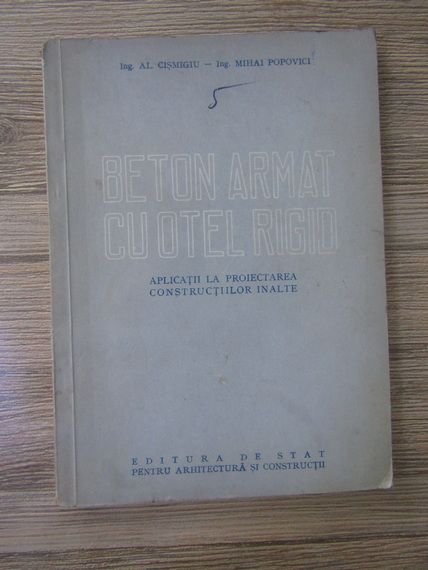 Ing. AL. CIȘMIGIU — Ing. MIHAI POPOVICI
5
BETON ARMAT
CU OTEL RIGID
APLICAȚII LA PROIECTAREA
CONSTRUCȚIILOR INALTE
EDITURA DE STAT
PENTRU ARHITECTURĂ ȘI CONSTRUCȚII